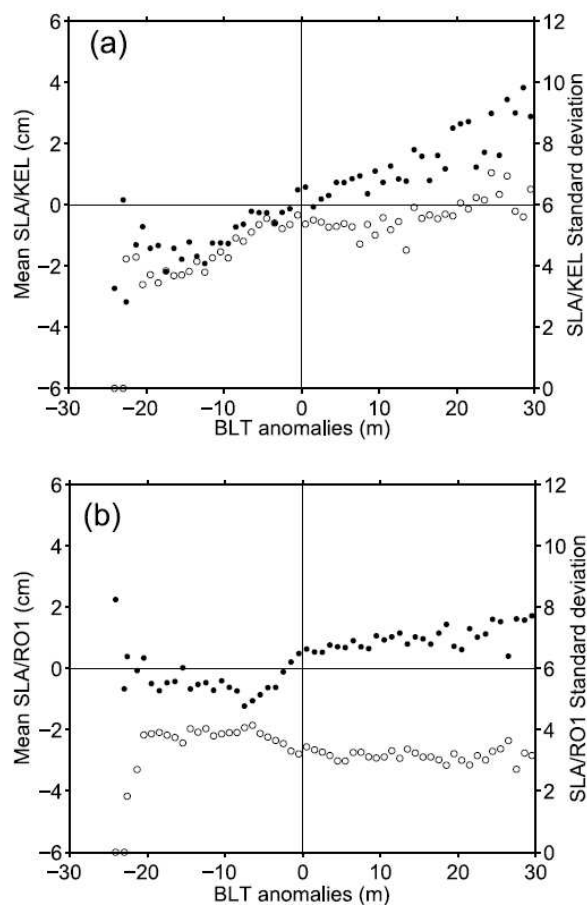 (a)
6
4
2
0
−2
−4
−6
Mean SLA/KEL (cm)
12
10
8
6
4
2
0
SLA/KEL Standard deviation
−30 −20 −10 0 10 20 30
BLT anomalies (m)
(b)
6
4
2
0
−2
−4
−6
Mean SLA/RO1 (cm)
12
10
8
6
4
2
0
SLA/RO1 Standard deviation
−30 −20 −10 0 10 20 30
BLT anomalies (m)